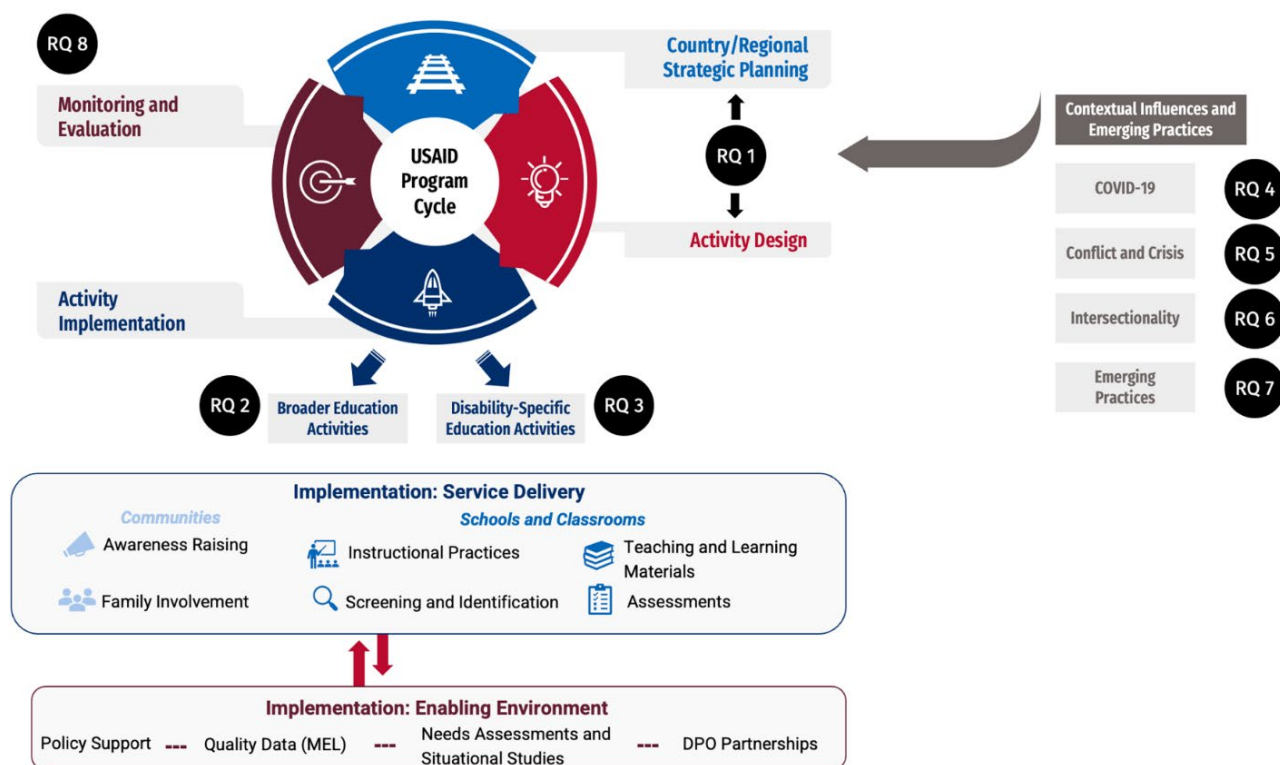 RQ 8
Monitoring and
Evaluation
USAID
Program
Cycle
Country/Regional
Strategic Planning
RQ 1
Activity Design
Activity
Implementation
RQ 2
Broader Education
Activities
Disability-Specific
Education Activities
RQ 3
Contextual Influences and
Emerging Practices
COVID-19
RQ 4
Conflict and Crisis
RQ 5
Intersectionality
RQ 6
Emerging
Practices
RQ 7
Implementation: Service Delivery
Communities
Awareness Raising
Family Involvement
Schools and Classrooms
Instructional Practices
Teaching and Learning
Materials
Screening and Identification
Assessments
Implementation: Enabling Environment
Policy Support --- Quality Data (MEL) --- Needs Assessments and
Situational Studies --- DPO Partnerships